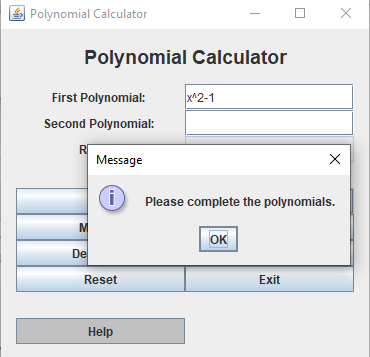 Polynomial Calculator
Polynomial Calculator
First Polynomial: x^2-1
Second Polynomial:
R
Message
Please complete the polynomials.
OK
M
De
Reset Exit
Help